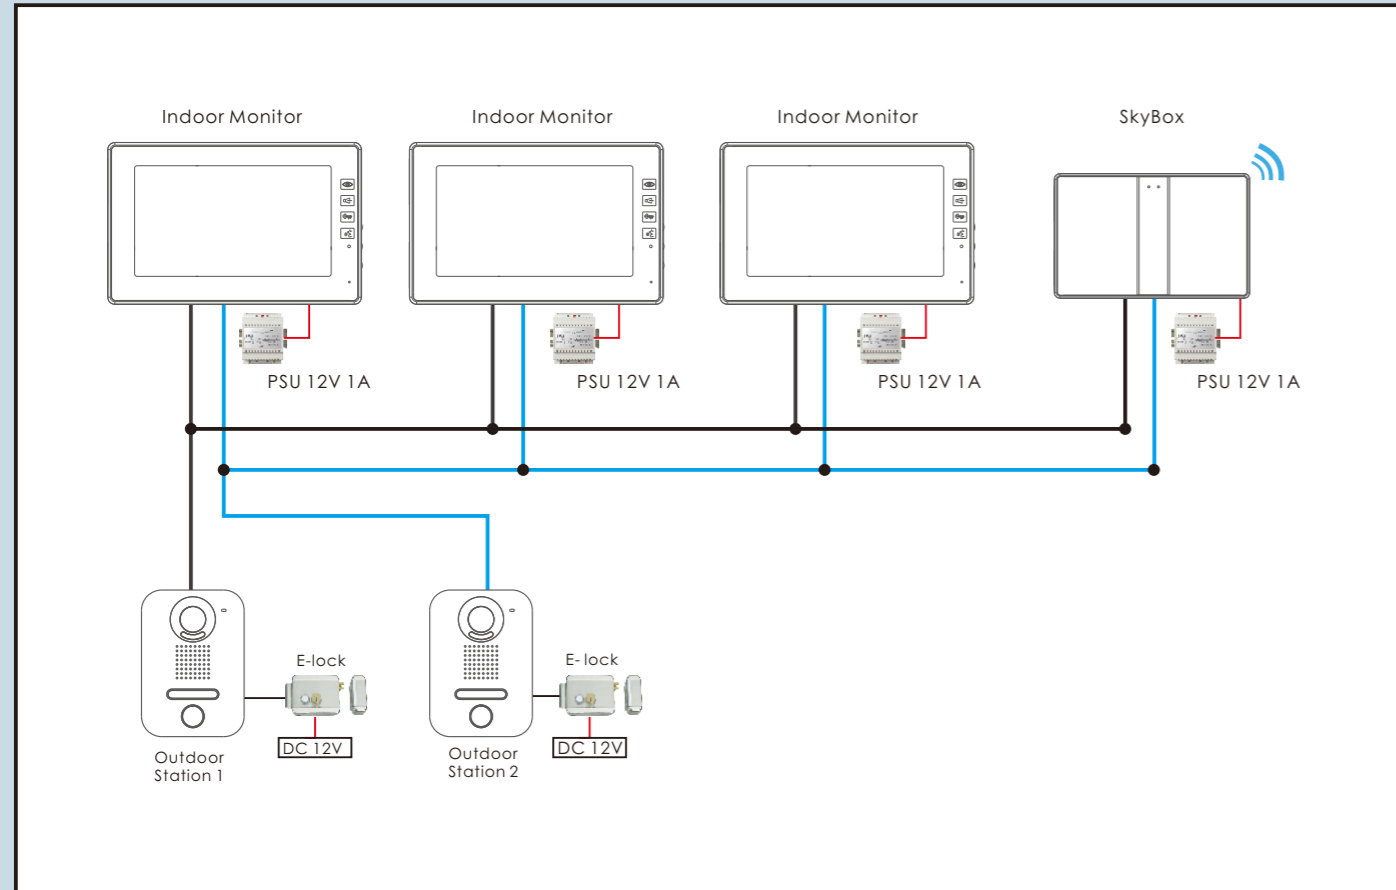 Indoor Monitor
Indoor Monitor
Indoor Monitor
SkyBox
PSU 12V 1A
PSU 12V 1A
PSU 12V 1A
PSU 12V 1A
E-lock
E-lock
DC 12V
DC 12V
Outdoor
Station 1
Outdoor
Station 2